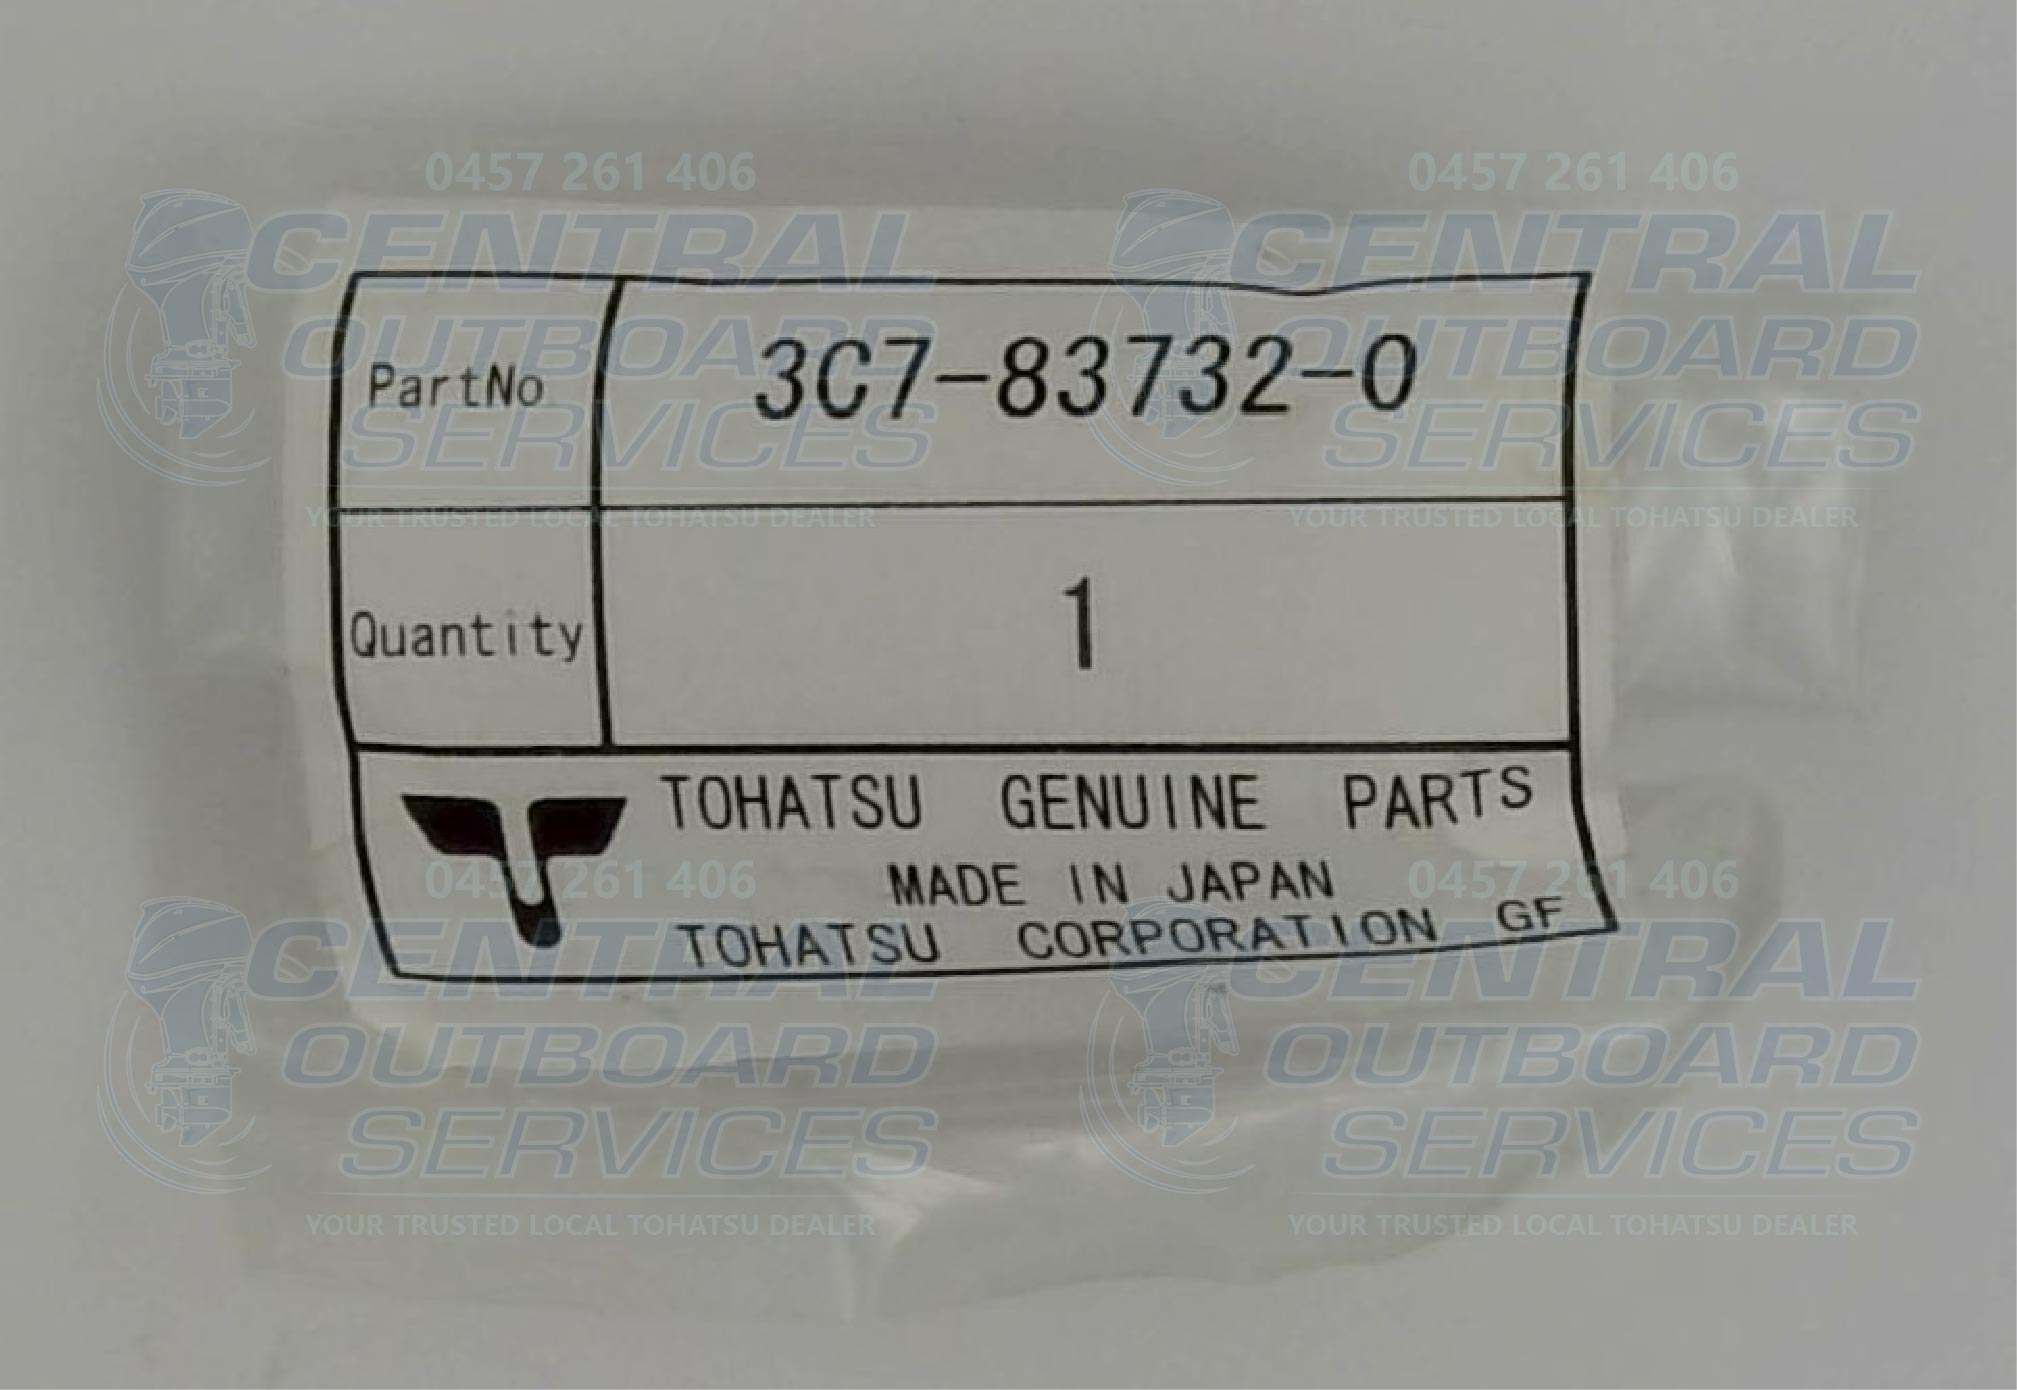 0457 261 406
CENTRAL
OUTBOARD
SERVICES
YOUR TRUSTED LOCAL TOHATSU DEALER
0457 261 406
CENTRAL
OUTBOARD
SERVICES
YOUR TRUSTED LOCAL TOHATSU DEALER
PartNo 3C7-83732-0
Quantity 1
TOHATSU GENUINE PARTS
MADE IN JAPAN
TOHATSU CORPORATION GF
0457 261 406
CENTRAL
OUTBOARD
SERVICES
YOUR TRUSTED LOCAL TOHATSU DEALER
0457 261 406
CENTRAL
OUTBOARD
SERVICES
YOUR TRUSTED LOCAL TOHATSU DEALER